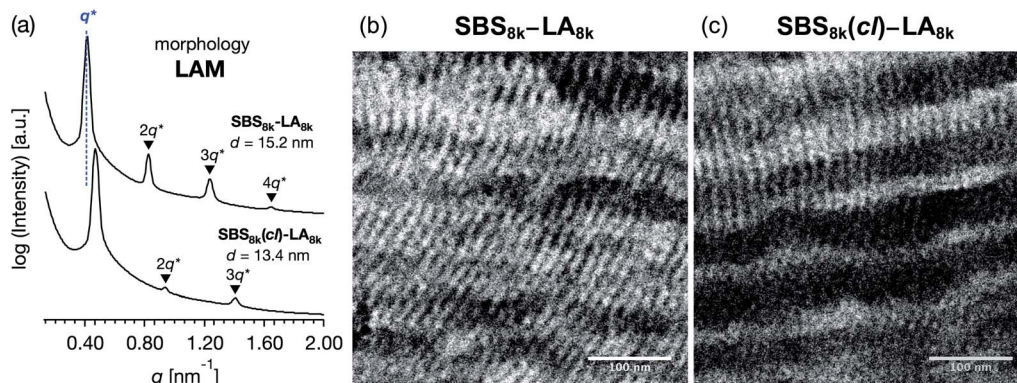 (a)
q*
morphology
LAM
SBS8k-LA8k
d = 15.2 nm
2q*
3q*
4q*
SBS8k(cl)-LA8k
d = 13.4 nm
2q*
3q*
log (Intensity) [a.u.]
0.40 0.80 1.20 1.60 2.00
q [nm−1]
(b) SBS8k–LA8k
100 nm
(c) SBS8k(cl)–LA8k
100 nm